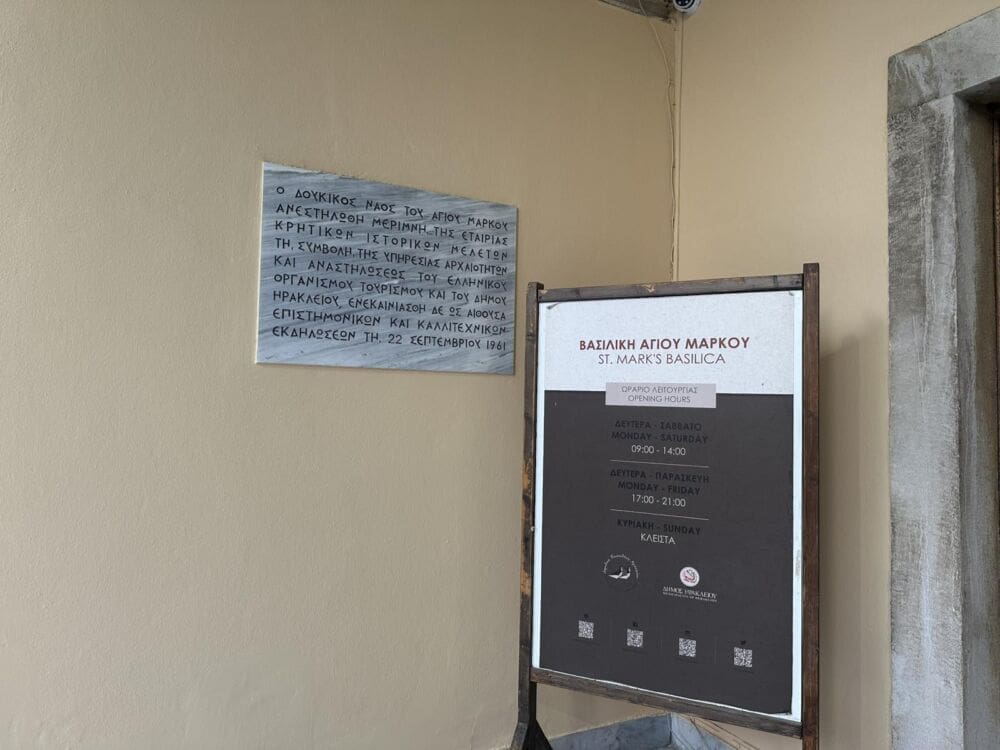 Ο ΔΟΥΚΙΚΟΣ ΝΑΟΣ ΤΟΥ ΑΓΙΟΥ ΜΑΡΚΟΥ
ΑΝΕΣΤΗΛΩΘΗ ΜΕΡΙΜΝΗ, ΤΗΣ ΕΤΑΙΡΙΑΣ
ΚΡΗΤΙΚΩΝ ΙΣΤΟΡΙΚΩΝ ΜΕΛΕΤΩΝ
ΤΗ, ΣΥΜΒΟΛΗ, ΤΗΣ ΥΠΗΡΕΣΙΑΣ ΑΡΧΑΙΟΤΗΤΩΝ
ΚΑΙ ΑΝΑΣΤΗΛΩΣΕΩΣ ΤΟΥ ΕΛΛΗΝΙΚΟΥ
ΟΡΓΑΝΙΣΜΟΥ ΤΟΥΡΙΣΜΟΥ ΚΑΙ ΤΟΥ ΔΗΜΟΥ
ΗΡΑΚΛΕΙΟΥ, ΕΝΕΚΑΙΝΙΑΣΘΗ ΔΕ ΩΣ ΑΙΘΟΥΣΑ
ΕΠΙΣΤΗΜΟΝΙΚΩΝ ΚΑΙ ΚΑΛΛΙΤΕΧΝΙΚΩΝ
ΕΚΔΗΛΩΣΕΩΝ ΤΗ, 22 ΣΕΠΤΕΜΒΡΙΟΥ 1961
ΒΑΣΙΛΙΚΗ ΑΓΙΟΥ ΜΑΡΚΟΥ
ST. MARK'S BASILICA
ΩΡΑΡΙΟ ΛΕΙΤΟΥΡΓΙΑΣ
OPENING HOURS
ΔΕΥΤΕΡΑ - ΣΑΒΒΑΤΟ
MONDAY - SATURDAY
09:00 - 14:00
ΔΕΥΤΕΡΑ - ΠΑΡΑΣΚΕΥΗ
MONDAY - FRIDAY
17:00 - 21:00
ΚΥΡΙΑΚΗ - SUNDAY
ΚΛΕΙΣΤΑ
ΔΗΜΟΣ ΗΡΑΚΛΕΙΟΥ